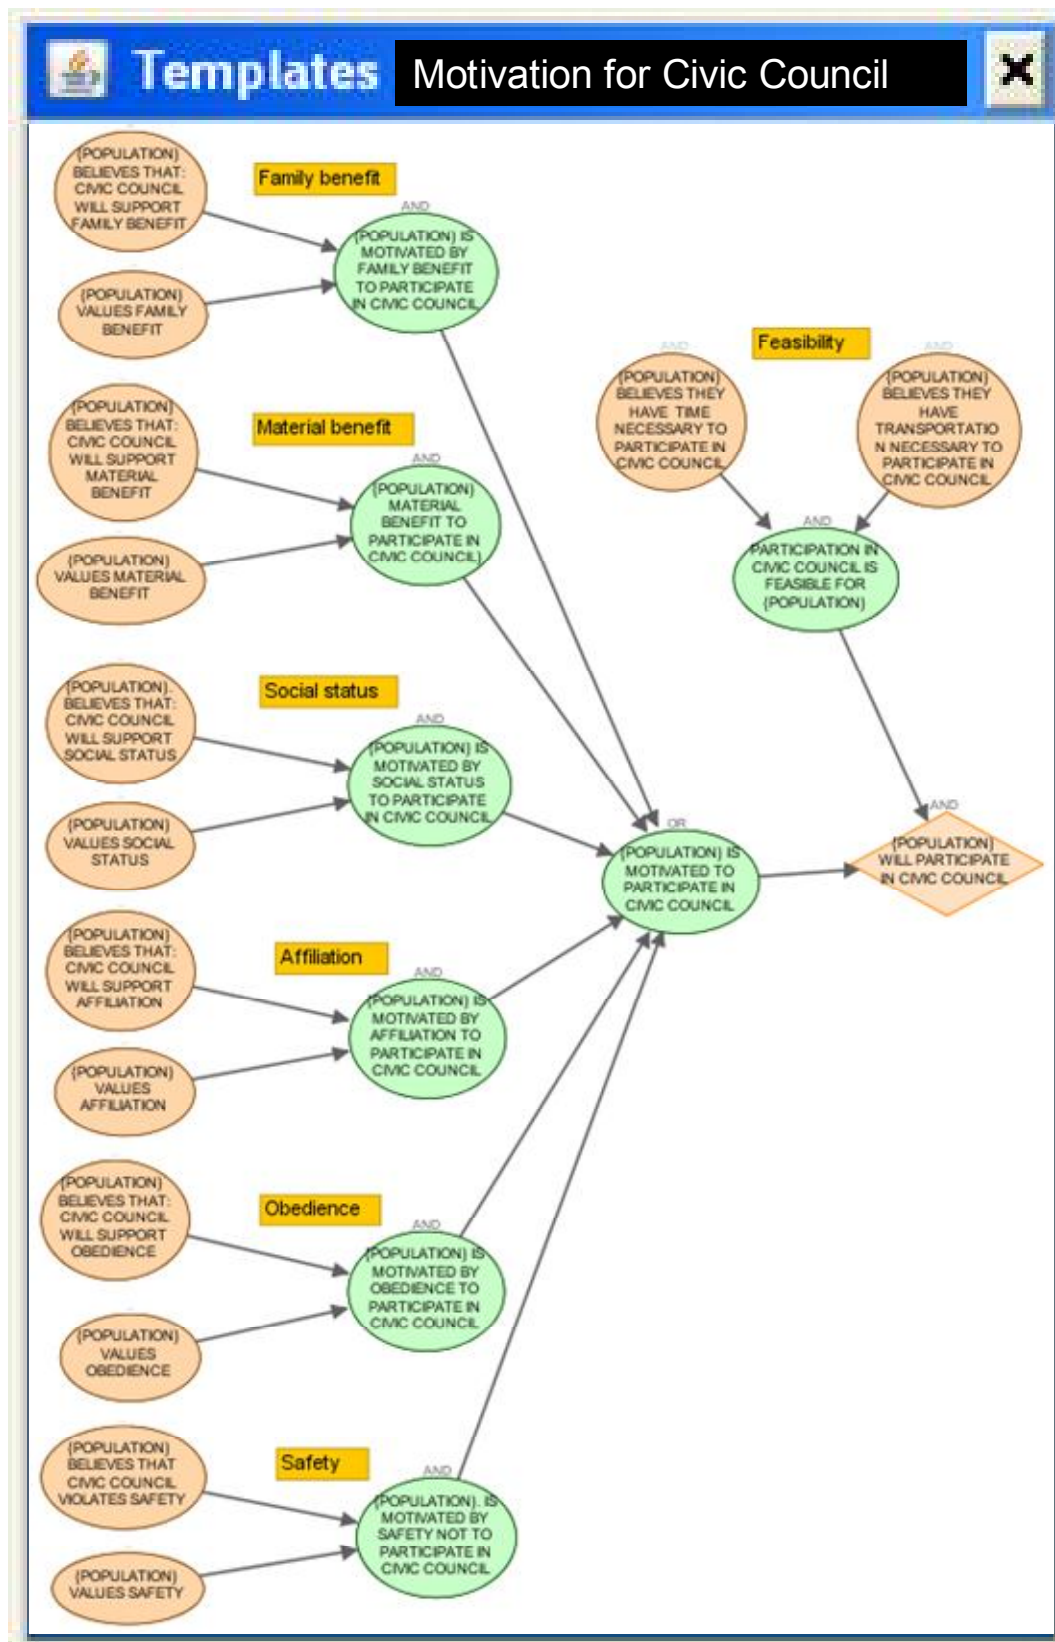 Templates Motivation for Civic Council
{POPULATION}
BELIEVES THAT:
CIVIC COUNCIL
WILL SUPPORT
FAMILY BENEFIT
Family benefit
AND
{POPULATION} IS
MOTIVATED BY
FAMILY BENEFIT
TO PARTICIPATE
IN CIVIC COUNCIL
{POPULATION}
VALUES FAMILY
BENEFIT
Feasibility
AND
{POPULATION}
BELIEVES THEY
HAVE TIME
NECESSARY TO
PARTICIPATE IN
CIVIC COUNCIL
AND
{POPULATION}
BELIEVES THEY
HAVE
TRANSPORTATIO
N NECESSARY TO
PARTICIPATE IN
CIVIC COUNCIL
{POPULATION}
BELIEVES THAT:
CIVIC COUNCIL
WILL SUPPORT
MATERIAL
BENEFIT
Material benefit
AND
{POPULATION}
MATERIAL
BENEFIT TO
PARTICIPATE IN
CIVIC COUNCIL}
{POPULATION}
VALUES MATERIAL
BENEFIT
AND
PARTICIPATION IN
CIVIC COUNCIL IS
FEASIBLE FOR
{POPULATION}
{POPULATION}.
BELIEVES THAT:
CIVIC COUNCIL
WILL SUPPORT
SOCIAL STATUS
Social status
AND
{POPULATION} IS
MOTIVATED BY
SOCIAL STATUS
TO PARTICIPATE
IN CIVIC COUNCIL
{POPULATION}
VALUES SOCIAL
STATUS
OR
{POPULATION} IS
MOTIVATED TO
PARTICIPATE IN
CIVIC COUNCIL
AND
{POPULATION}
WILL PARTICIPATE
IN CIVIC COUNCIL
{POPULATION}
BELIEVES THAT:
CIVIC COUNCIL
WILL SUPPORT
AFFILIATION
Affiliation
AND
{POPULATION} IS
MOTIVATED BY
AFFILIATION TO
PARTICIPATE IN
CIVIC COUNCIL
{POPULATION}
VALUES
AFFILIATION
{POPULATION}
BELIEVES THAT:
CIVIC COUNCIL
WILL SUPPORT
OBEDIENCE
Obedience
AND
{POPULATION} IS
MOTIVATED BY
OBEDIENCE TO
PARTICIPATE IN
CIVIC COUNCIL
{POPULATION}
VALUES
OBEDIENCE
{POPULATION}
BELIEVES THAT
CIVIC COUNCIL
VIOLATES SAFETY
Safety
AND
{POPULATION}. IS
MOTIVATED BY
SAFETY NOT TO
PARTICIPATE IN
CIVIC COUNCIL
{POPULATION}
VALUES SAFETY